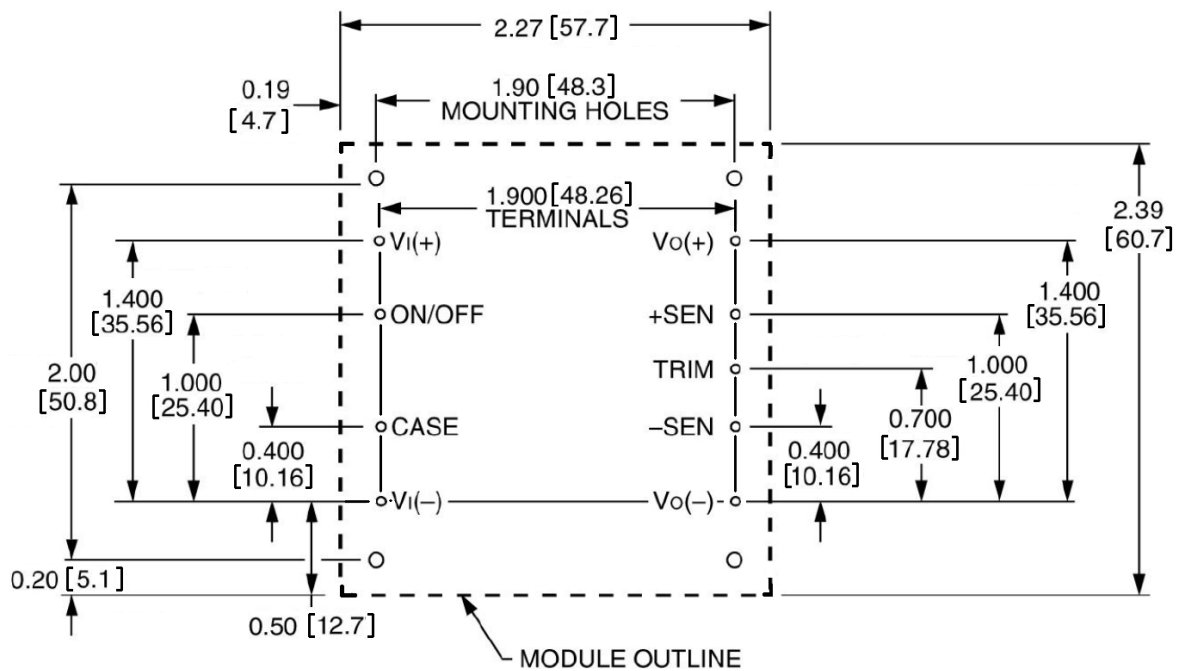 2.27 [57.7]
0.19
[4.7]
1.90 [48.3]
MOUNTING HOLES
1.900 [48.26]
TERMINALS
2.39
[60.7]
VI(+)
VO(+)
1.400
[35.56]
1.400
[35.56]
ON/OFF
+SEN
2.00
[50.8]
1.000
[25.40]
TRIM
1.000
[25.40]
CASE
–SEN
0.700
[17.78]
0.400
[10.16]
0.400
[10.16]
VI(–)
VO(–)
0.20 [5.1]
0.50 [12.7]
MODULE OUTLINE